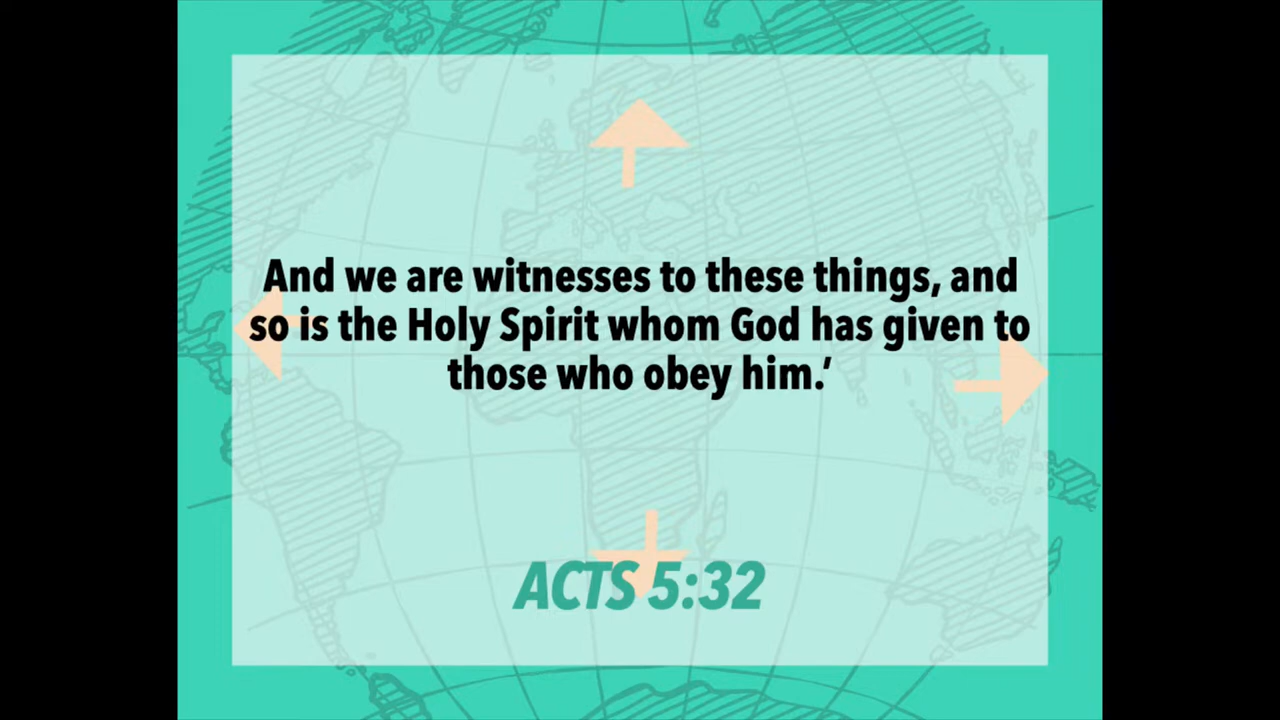 And we are witnesses to these things, and
so is the Holy Spirit whom God has given to
those who obey him.’
ACTS 5:32